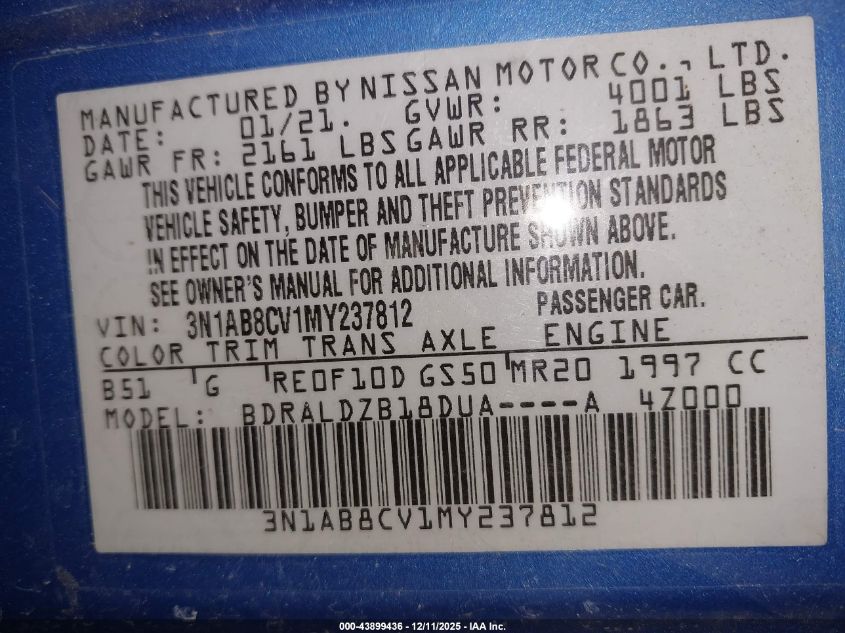 MANUFACTURED BY NISSAN MOTOR CO., LTD.
DATE: 01/21. GVWR: 4001 LBS
GAWR FR: 2161 LBS GAWR RR: 1863 LBS
THIS VEHICLE CONFORMS TO ALL APPLICABLE FEDERAL MOTOR
VEHICLE SAFETY, BUMPER AND THEFT PREVENTION STANDARDS
IN EFFECT ON THE DATE OF MANUFACTURE SHOWN ABOVE.
SEE OWNER'S MANUAL FOR ADDITIONAL INFORMATION.
VIN: 3N1AB8CV1MY237812 PASSENGER CAR.
COLOR TRIM TRANS AXLE ENGINE
B51 G RE0F10D GS50 MR20 1997 CC
MODEL: BDRALDZB18DUA----A 4Z000
3N1AB8CV1MY237812
000-43899436 - 12/11/2025 - IAA Inc.